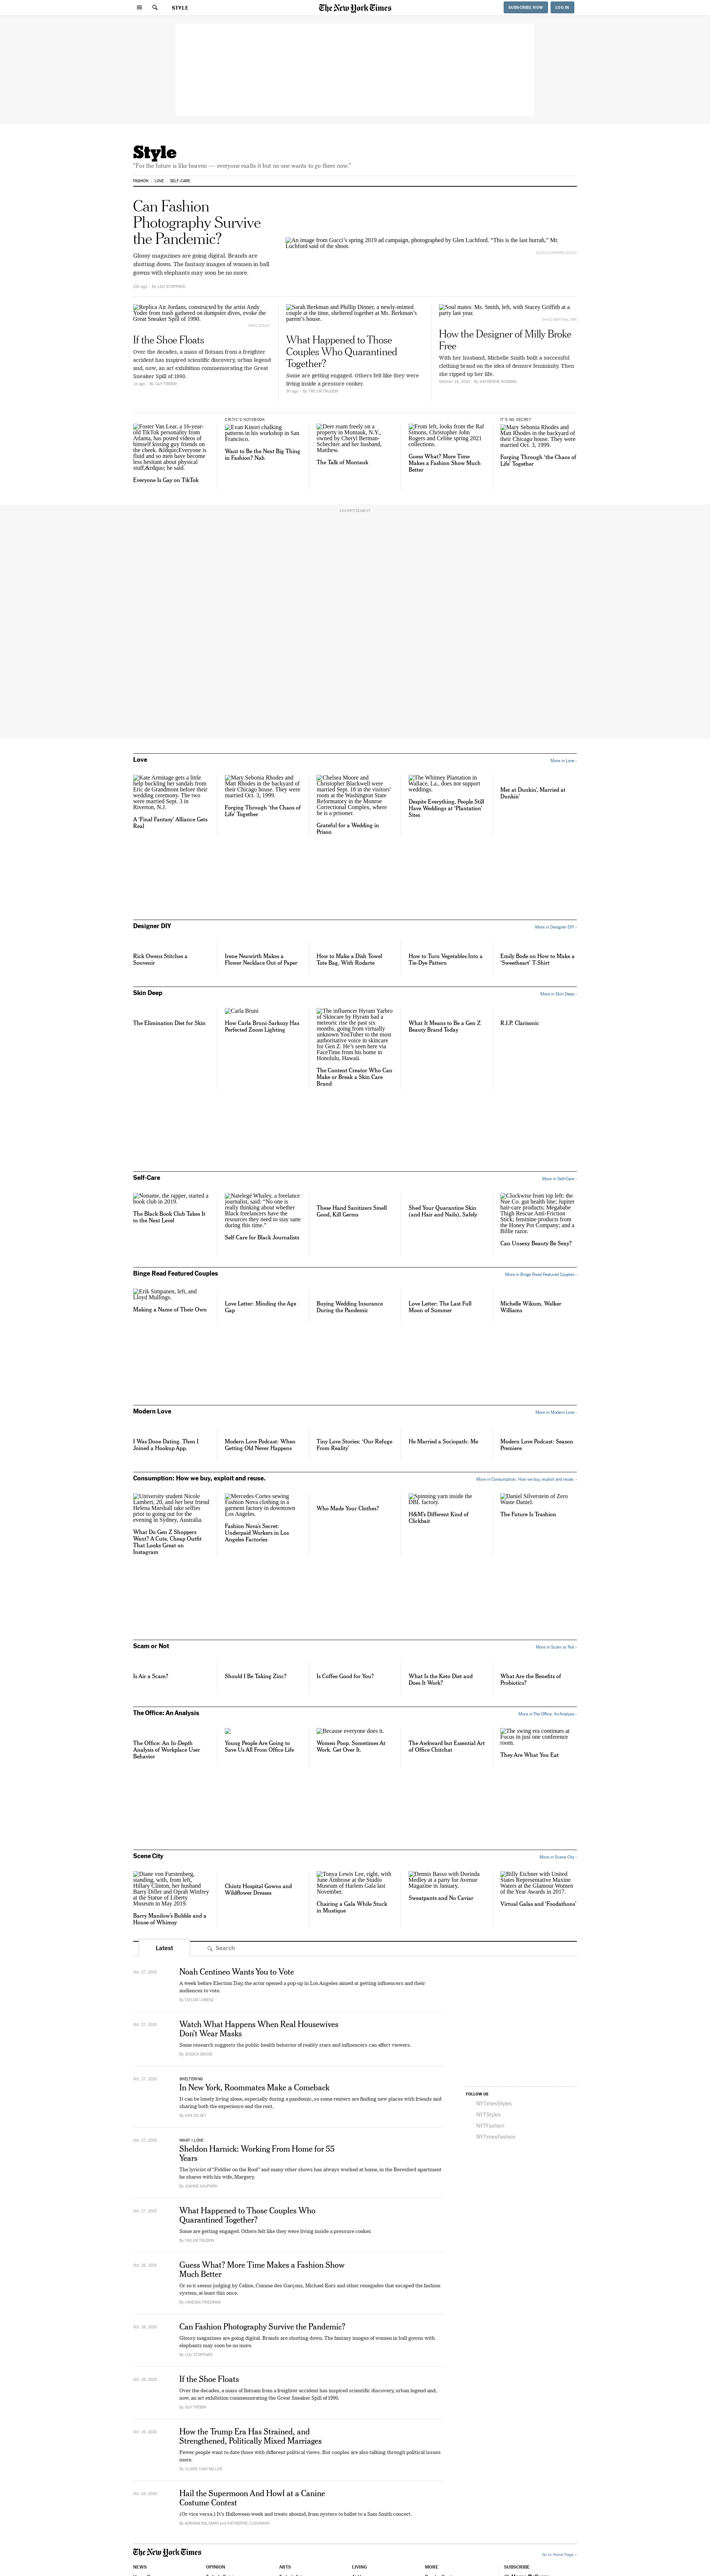 STYLE
The New York Times
SUBSCRIBE NOW
LOG IN
Style
"For the future is like heaven — everyone exalts it but no one wants to go there now."
FASHION
LOVE
SELF-CARE
Can Fashion
Photography Survive
the Pandemic?
Glossy magazines are going digital. Brands are
shutting down. The fantasy images of women in ball
gowns with elephants may soon be no more.
By LOU STOPPARD
An image from Gucci's spring 2019 ad campaign, photographed by Glen Luchford. "This is the last hurrah," Mr.
Luchford said of the shoot.
Replica Air Jordans, constructed by the artist Andy
Yoder from trash gathered on dumpster dives, evoke the
Great Sneaker Spill of 1990.
If the Shoe Floats
Over the decades, a mass of flotsam from a freighter
accident has inspired scientific discovery, urban legend
and, now, an art exhibition commemorating the Great
Sneaker Spill of 1990.
By GUY TREBAY
Sarah Berkman and Phillip Dinner, a newly-minted
couple at the time, sheltered together at Ms. Berkman's
parent's house.
What Happened to Those
Couples Who Quarantined
Together?
Some are getting engaged. Others felt like they were
living inside a pressure cooker.
By TAYLOR TRUDON
Soul mates: Ms. Smith, left, with Stacey Griffith at a
party last year.
How the Designer of Milly Broke
Free
With her husband, Michelle Smith built a successful
clothing brand on the idea of demure femininity. Then
she ripped up her life.
October 24, 2020 - By KATHERINE ROSMAN
Foster Van Lear, a 16-year-
old TikTok personality from
Atlanta, has posted videos of
himself kissing guy friends on
the cheek. &ldquo;Everyone is
fluid and so men have become
less hesitant about physical
stuff,&rdquo; he said.
Everyone Is Gay on TikTok
CRITIC'S NOTEBOOK
Evan Kinori chalking
patterns in his workshop in San
Francisco.
Want to Be the Next Big Thing
in Fashion? Nah
Deer roam freely on a
property in Montauk, N.Y.,
owned by Cheryl Berman-
Schechter and her husband,
Matthew.
The Talk of Montauk
From left, looks from the Raf
Simons, Christopher John
Rogers and Celine spring 2021
collections.
Guess What? More Time
Makes a Fashion Show Much
Better
IT'S NO SECRET
Mary Sebonia Rhodes and
Matt Rhodes in the backyard of
their Chicago house. They were
married Oct. 3, 1999.
Forging Through 'the Chaos of
Life' Together
ADVERTISEMENT
Love
More in Love ›
Kate Armitage gets a little
help buckling her sandals from
Eric de Grandmont before their
wedding ceremony. The two
were married Sept. 3 in
Riverton, N.J.
A 'Final Fantasy' Alliance Gets
Real
Mary Sebonia Rhodes and
Matt Rhodes in the backyard of
their Chicago house. They were
married Oct. 3, 1999.
Forging Through 'the Chaos of
Life' Together
Chelsea Moore and
Christopher Blackwell were
married Sept. 18 in the visitors'
room at the Washington State
Reformatory in the Monroe
Correctional Complex, where
he is a prisoner.
Grateful for a Wedding in
Prison
The Whitney Plantation in
Wallace, La., does not support
weddings.
Despite Everything, People Still
Have Weddings at 'Plantation'
Sites
Met at Dunkin', Married at
Dunkin'
Designer DIY
More in Designer DIY ›
Rick Owens Stitches a
Souvenir
Irene Neuwirth Makes a
Flower Necklace Out of Paper
How to Make a Dish Towel
Tote Bag, With Rodarte
How to Turn Vegetables Into a
Tie-Dye Pattern
Emily Bode on How to Make a
'Sweetheart' T-Shirt
Skin Deep
More in Skin Deep ›
The Elimination Diet for Skin
Carla Bruni
How Carla Bruni-Sarkozy Has
Perfected Zoom Lighting
The influencer Hyram Yarbro
of Skincare by Hyram had a
meteoric rise the past six
months, going from virtually
unknown YouTuber to the most
authoritative voice in skincare
for Gen Z. He's seen here via
FaceTime from his home in
Honolulu, Hawaii.
The Content Creator Who Can
Make or Break a Skin Care
Brand
What It Means to Be a Gen Z
Beauty Brand Today
R.I.P. Clarisonic
Self-Care
More in Self-Care ›
Noname, the rapper, started a
book club in 2019.
The Black Book Club Takes It
to the Next Level
Natelegé Whaley, a freelance
journalist, said: "No one is
really thinking about whether
Black freelancers have the
resources they need to stay sane
during this time."
Self-Care for Black Journalists
These Hand Sanitizers Smell
Good, Kill Germs
Shed Your Quarantine Skin
(and Hair and Nails), Safely
Clockwise from top left: the
Nue Co. gut health line; Jupiter
hair-care products; Megababe
Thigh Rescue Anti-Friction
Stick; feminine products from
the Honey Pot Company; and a
Billie razor.
Can Unsexy Beauty Be Sexy?
Binge Read Featured Couples
More in Binge Read Featured Couples ›
Erik Simpanen, left, and
Lloyd Mullings.
Making a Name of Their Own
Love Letter: Minding the Age
Gap
Buying Wedding Insurance
During the Pandemic
Love Letter: The Last Full
Moon of Summer
Michelle Wikum, Walker
Williams
Modern Love
More in Modern Love ›
I Was Done Dating. Then I
Joined a Hookup App.
Modern Love Podcast: When
Getting Old Never Happens
Tiny Love Stories: 'Our Refuge
From Reality'
He Married a Sociopath: Me
Modern Love Podcast: Season
Premiere
Consumption: How we buy, exploit and reuse.
More in Consumption: How we buy, exploit and reuse. ›
University student Nicole
Lambert, 20, and her best friend
Helena Marshall take selfies
prior to going out for the
evening in Sydney, Australia.
What Do Gen Z Shoppers
Want? A Cute, Cheap Outfit
That Looks Great on
Instagram
Mercedes Cortes sewing
Fashion Nova clothing in a
garment factory in downtown
Los Angeles.
Fashion Nova's Secret:
Underpaid Workers in Los
Angeles Factories
Who Made Your Clothes?
Spinning yarn inside the
DBL factory.
H&M's Different Kind of
Clickbait
Daniel Silverstein of Zero
Waste Daniel.
The Future Is Trashion
Scam or Not
More in Scam or Not ›
Is Air a Scam?
Should I Be Taking Zinc?
Is Coffee Good for You?
What Is the Keto Diet and
Does It Work?
What Are the Benefits of
Probiotics?
The Office: An Analysis
More in The Office: An Analysis ›
The Office: An In-Depth
Analysis of Workplace User
Behavior
Young People Are Going to
Save Us All From Office Life
Because everyone does it.
Women Poop. Sometimes At
Work. Get Over It.
The Awkward but Essential Art
of Office Chitchat
The swing era continues at
Focus in just one conference
room.
They Are What You Eat
Scene City
More in Scene City ›
Diane von Furstenberg,
standing, with, from left,
Hillary Clinton, her husband
Barry Diller and Oprah Winfrey
at the Statue of Liberty
Museum in May 2019.
Barry Manilow's Bubble and a
House of Whimsy
Chintz Hospital Gowns and
Wildflower Dresses
Tonya Lewis Lee, right, with
June Ambrose at the Studio
Museum of Harlem Gala last
November.
Chairing a Gala While Stuck
in Mustique
Dennis Basso with Dorinda
Medley at a party for Avenue
Magazine in January.
Sweatpants and No Caviar
Billy Eichner with United
States Representative Maxine
Waters at the Glamour Women
of the Year Awards in 2017.
Virtual Galas and 'Foodathons'
Latest
Search
Oct. 27, 2020
Noah Centineo Wants You to Vote
A week before Election Day, the actor opened a pop-up in Los Angeles aimed at getting influencers and their
audiences to vote.
By TAYLOR LORENZ
Oct. 27, 2020
Watch What Happens When Real Housewives
Don't Wear Masks
Some research suggests the public health behavior of reality stars and influencers can affect viewers.
By JESSICA GROSE
Oct. 27, 2020
SHELTERING
In New York, Roommates Make a Comeback
It can be lonely living alone, especially during a pandemic, so some renters are finding new places with friends and
sharing both the experience and the rent.
By KIM VELSEY
Oct. 27, 2020
WHAT I LOVE
Sheldon Harnick: Working From Home for 55
Years
The lyricist of "Fiddler on the Roof" and many other shows has always worked at home, in the Beresford apartment
he shares with his wife, Margery.
By JOANNE KAUFMAN
Oct. 27, 2020
What Happened to Those Couples Who
Quarantined Together?
Some are getting engaged. Others felt like they were living inside a pressure cooker.
By TAYLOR TRUDON
Oct. 26, 2020
Guess What? More Time Makes a Fashion Show
Much Better
Or so it seems judging by Celine, Comme des Garçons, Michael Kors and other renegades that escaped the fashion
system, at least this once.
By VANESSA FRIEDMAN
Oct. 26, 2020
Can Fashion Photography Survive the Pandemic?
Glossy magazines are going digital. Brands are shutting down. The fantasy images of women in ball gowns with
elephants may soon be no more.
By LOU STOPPARD
Oct. 26, 2020
If the Shoe Floats
Over the decades, a mass of flotsam from a freighter accident has inspired scientific discovery, urban legend and,
now, an art exhibition commemorating the Great Sneaker Spill of 1990.
By GUY TREBAY
Oct. 26, 2020
How the Trump Era Has Strained, and
Strengthened, Politically Mixed Marriages
Fewer people want to date those with different political views. But couples are also talking through political issues
more.
By CLAIRE CAIN MILLER
Oct. 24, 2020
Hail the Supermoon And Howl at a Canine
Costume Contest
(Or vice versa.) It's Halloween week and treats abound, from oysters to ballet to a Sam Smith concert.
By ADRIANA BALSAMO and KATHERINE CUSUMANO
FOLLOW US
NYTimesStyles
NYTStyles
NYTFashion
NYTimesFashion
The New York Times
Go to Home Page »
NEWS
OPINION
ARTS
LIVING
MORE
SUBSCRIBE